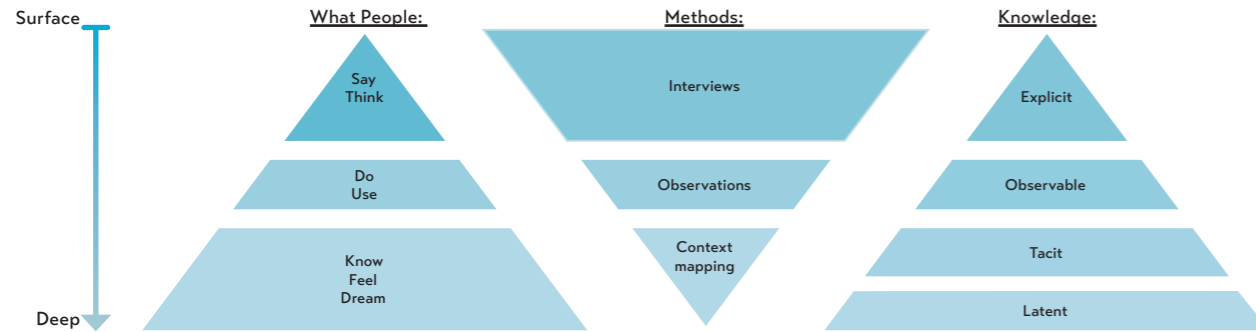 Surface
What People:
Methods:
Knowledge:
Say
Think
Interviews
Explicit
Do
Use
Observations
Observable
Know
Feel
Dream
Context
mapping
Tacit
Latent
Deep